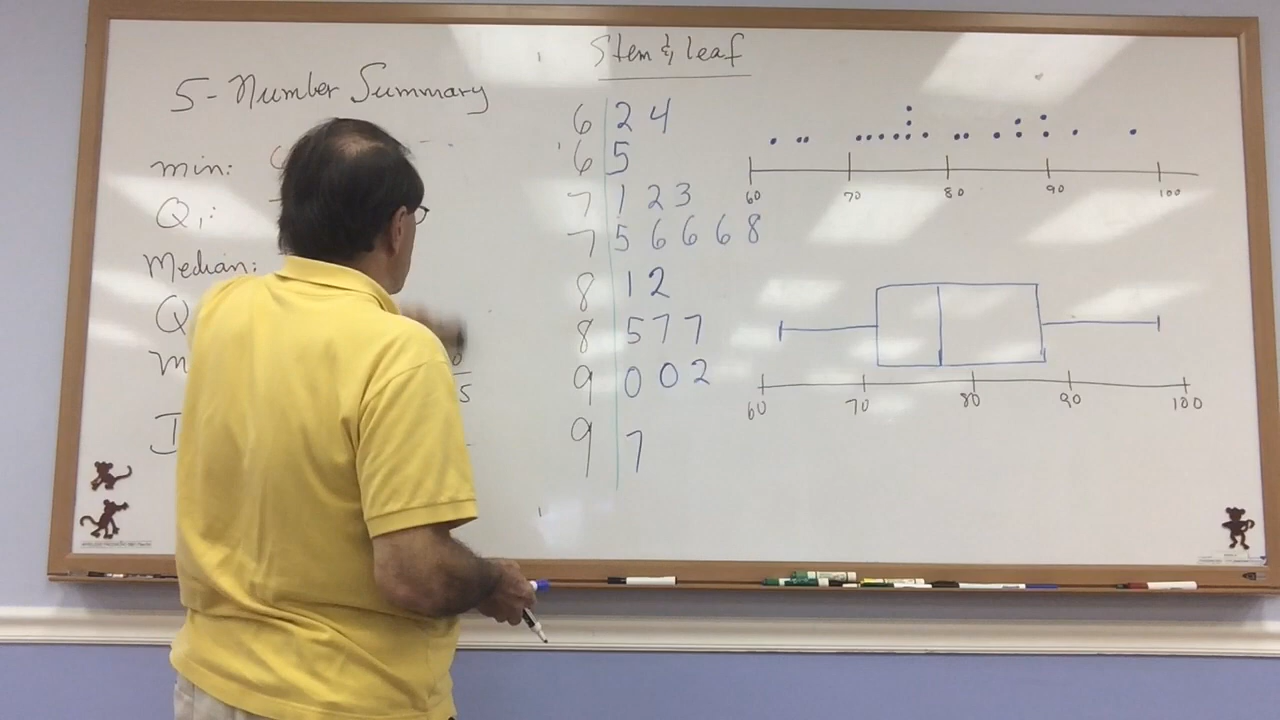 5-Number Summary
min:
Q₁:
Median:
Q
M
I
5
Stem & leaf
6 | 2 4
6 | 5
7 | 1 2 3
7 | 5 6 6 6 8
8 | 1 2
8 | 5 7 7
9 | 0 0 2
9 | 7
60 70 80 90 100
60 70 80 90 100